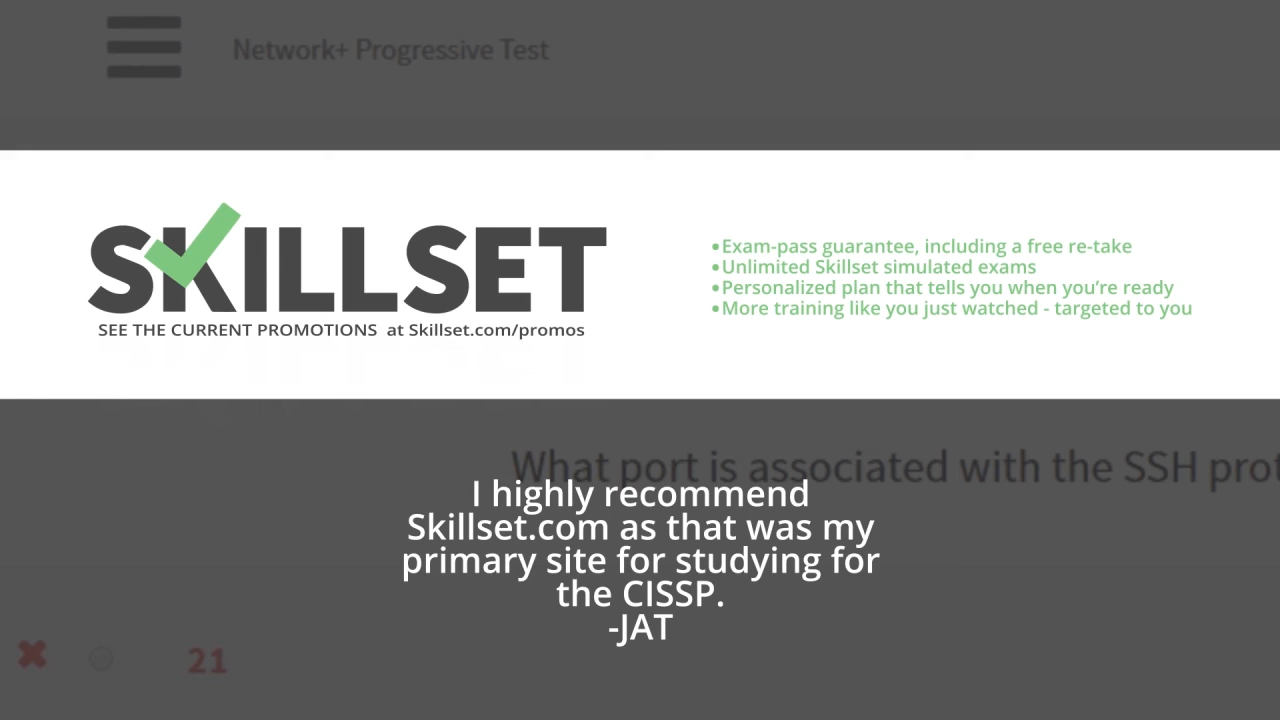 Network+ Progressive Test
SKILLSET
SEE THE CURRENT PROMOTIONS at Skillset.com/promos
•Exam-pass guarantee, including a free re-take
•Unlimited Skillset simulated exams
•Personalized plan that tells you when you’re ready
•More training like you just watched - targeted to you
What port is associated with the SSH prot
I highly recommend
Skillset.com as that was my
primary site for studying for
the CISSP.
-JAT
21